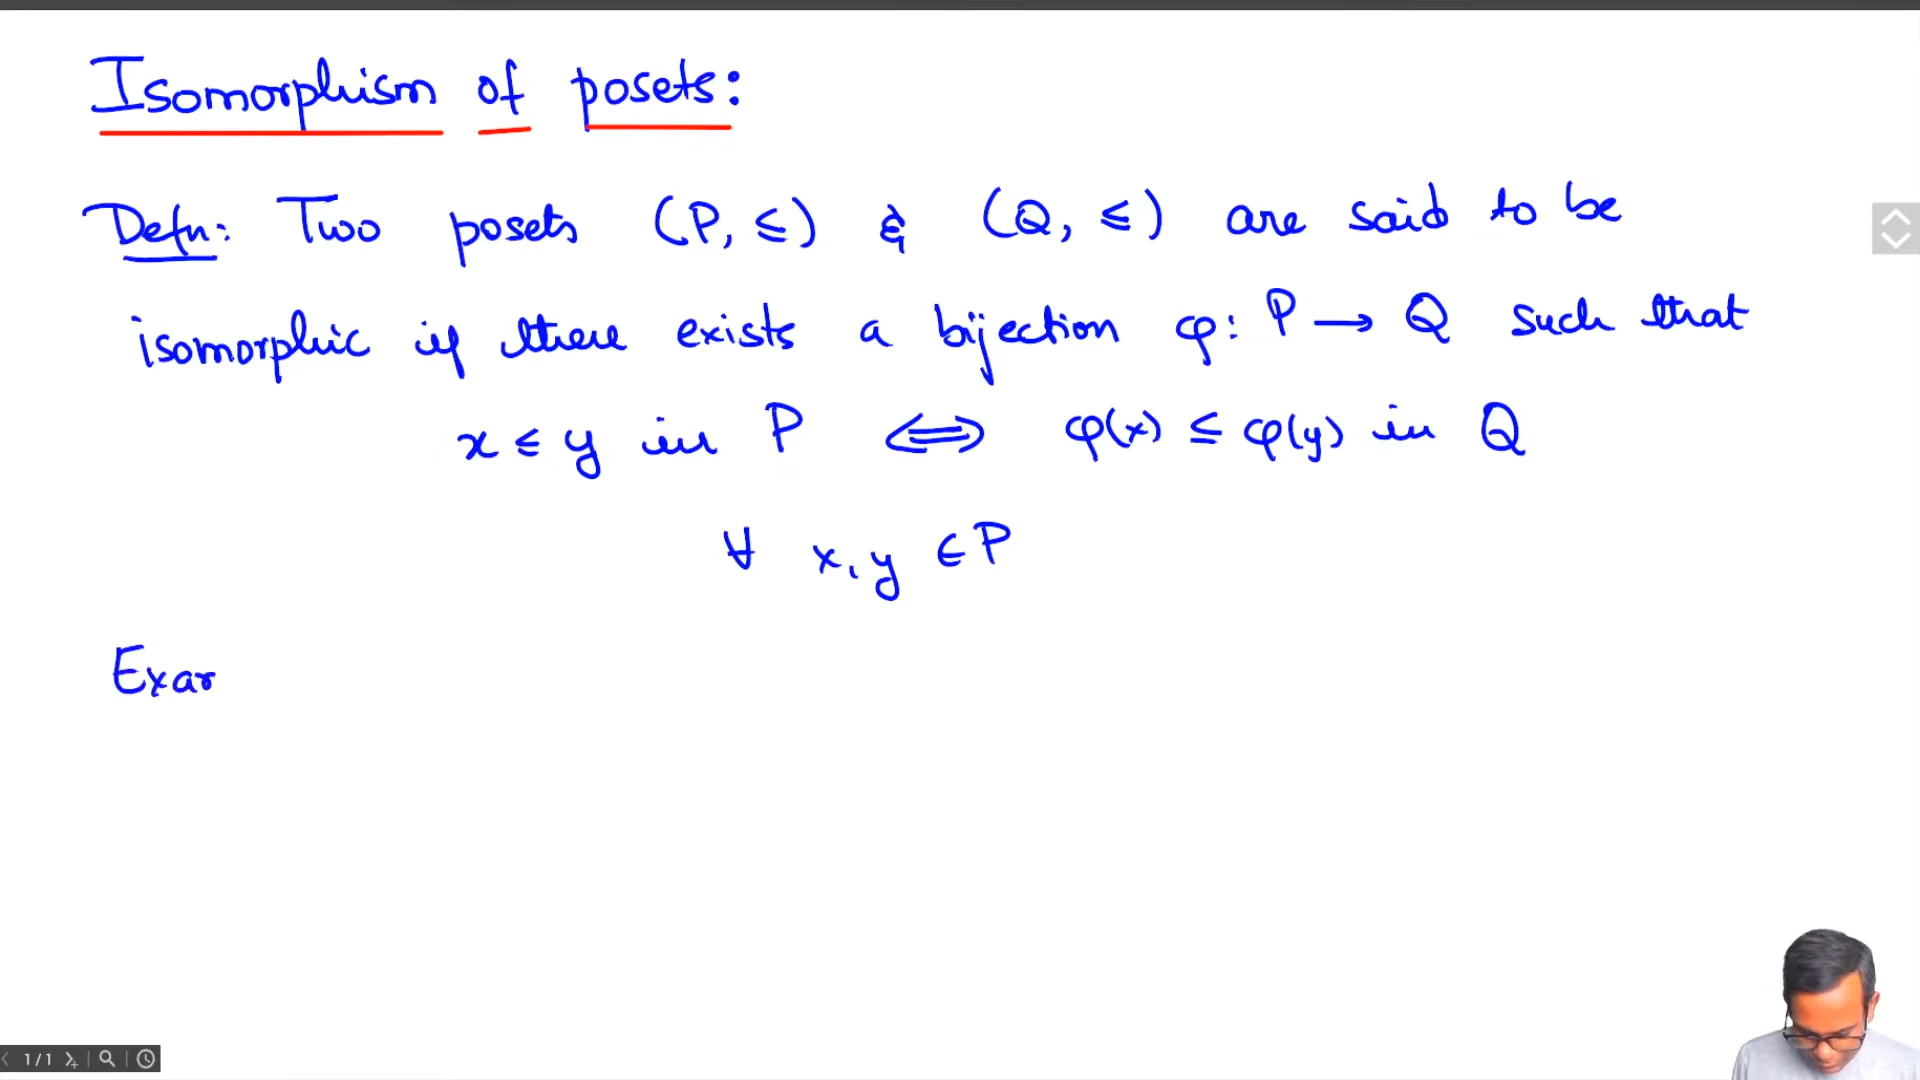 Isomorphism of posets:
Defn: Two posets (P, ≤) & (Q, ≤) are said to be
isomorphic if there exists a bijection φ: P → Q such that
x ≤ y in P ⟺ φ(x) ≤ φ(y) in Q
∀ x, y ∈ P
Exar
1/1